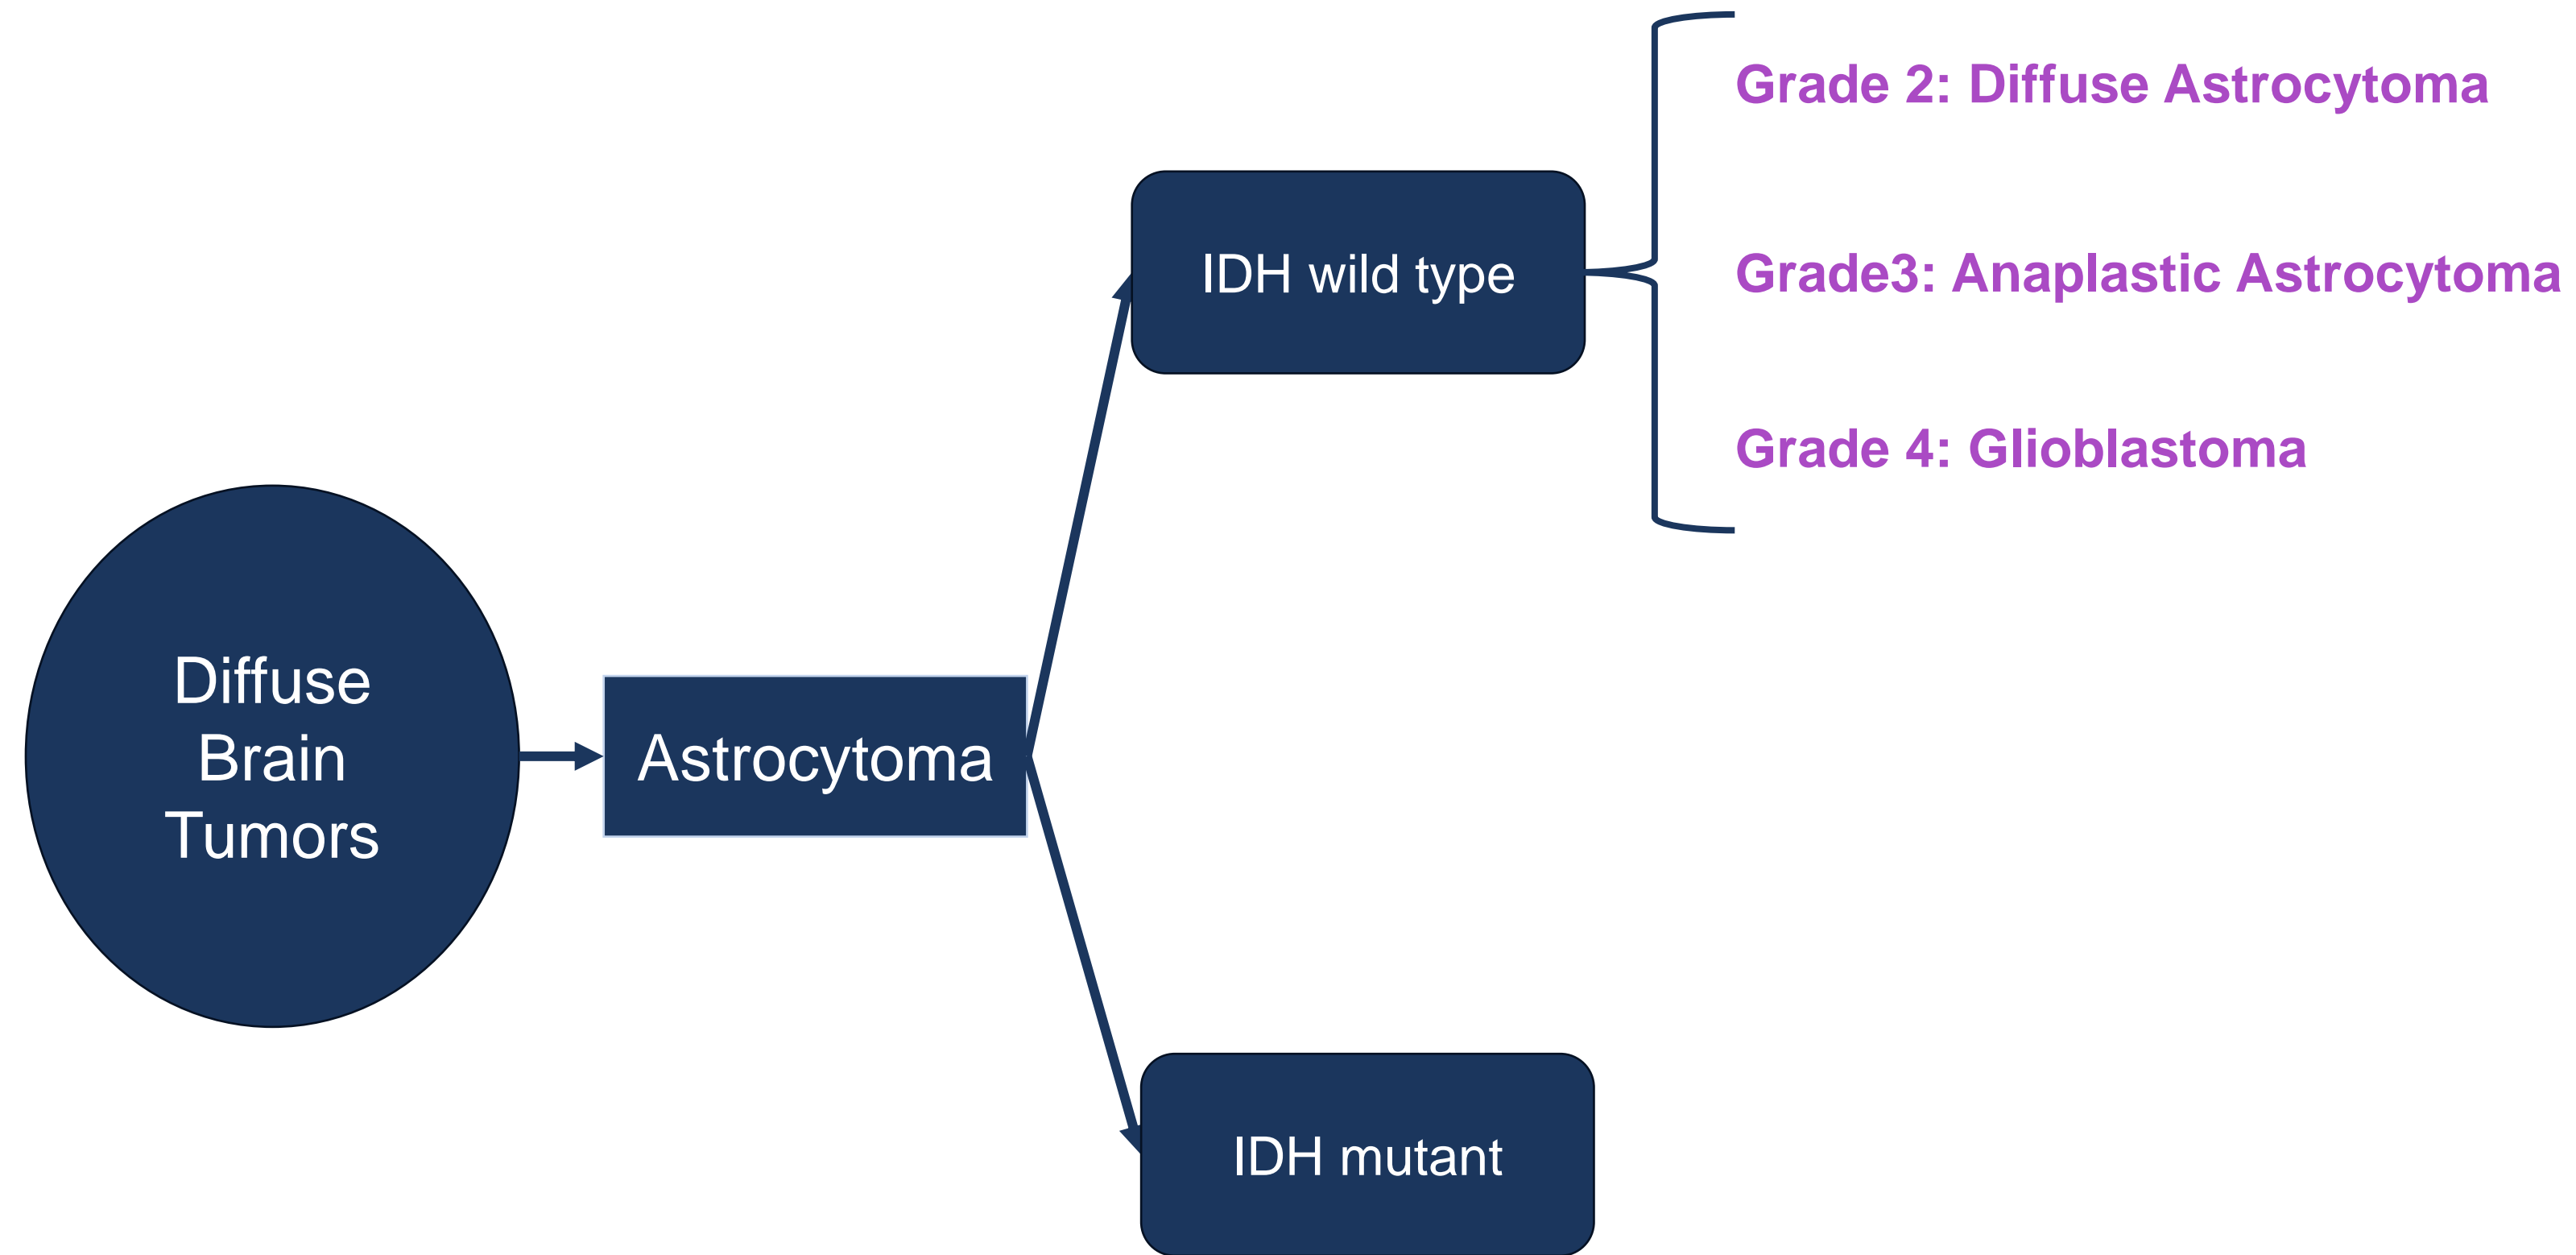 Diffuse
Brain
Tumors
Astrocytoma
IDH wild type
Grade 2: Diffuse Astrocytoma
Grade3: Anaplastic Astrocytoma
Grade 4: Glioblastoma
IDH mutant